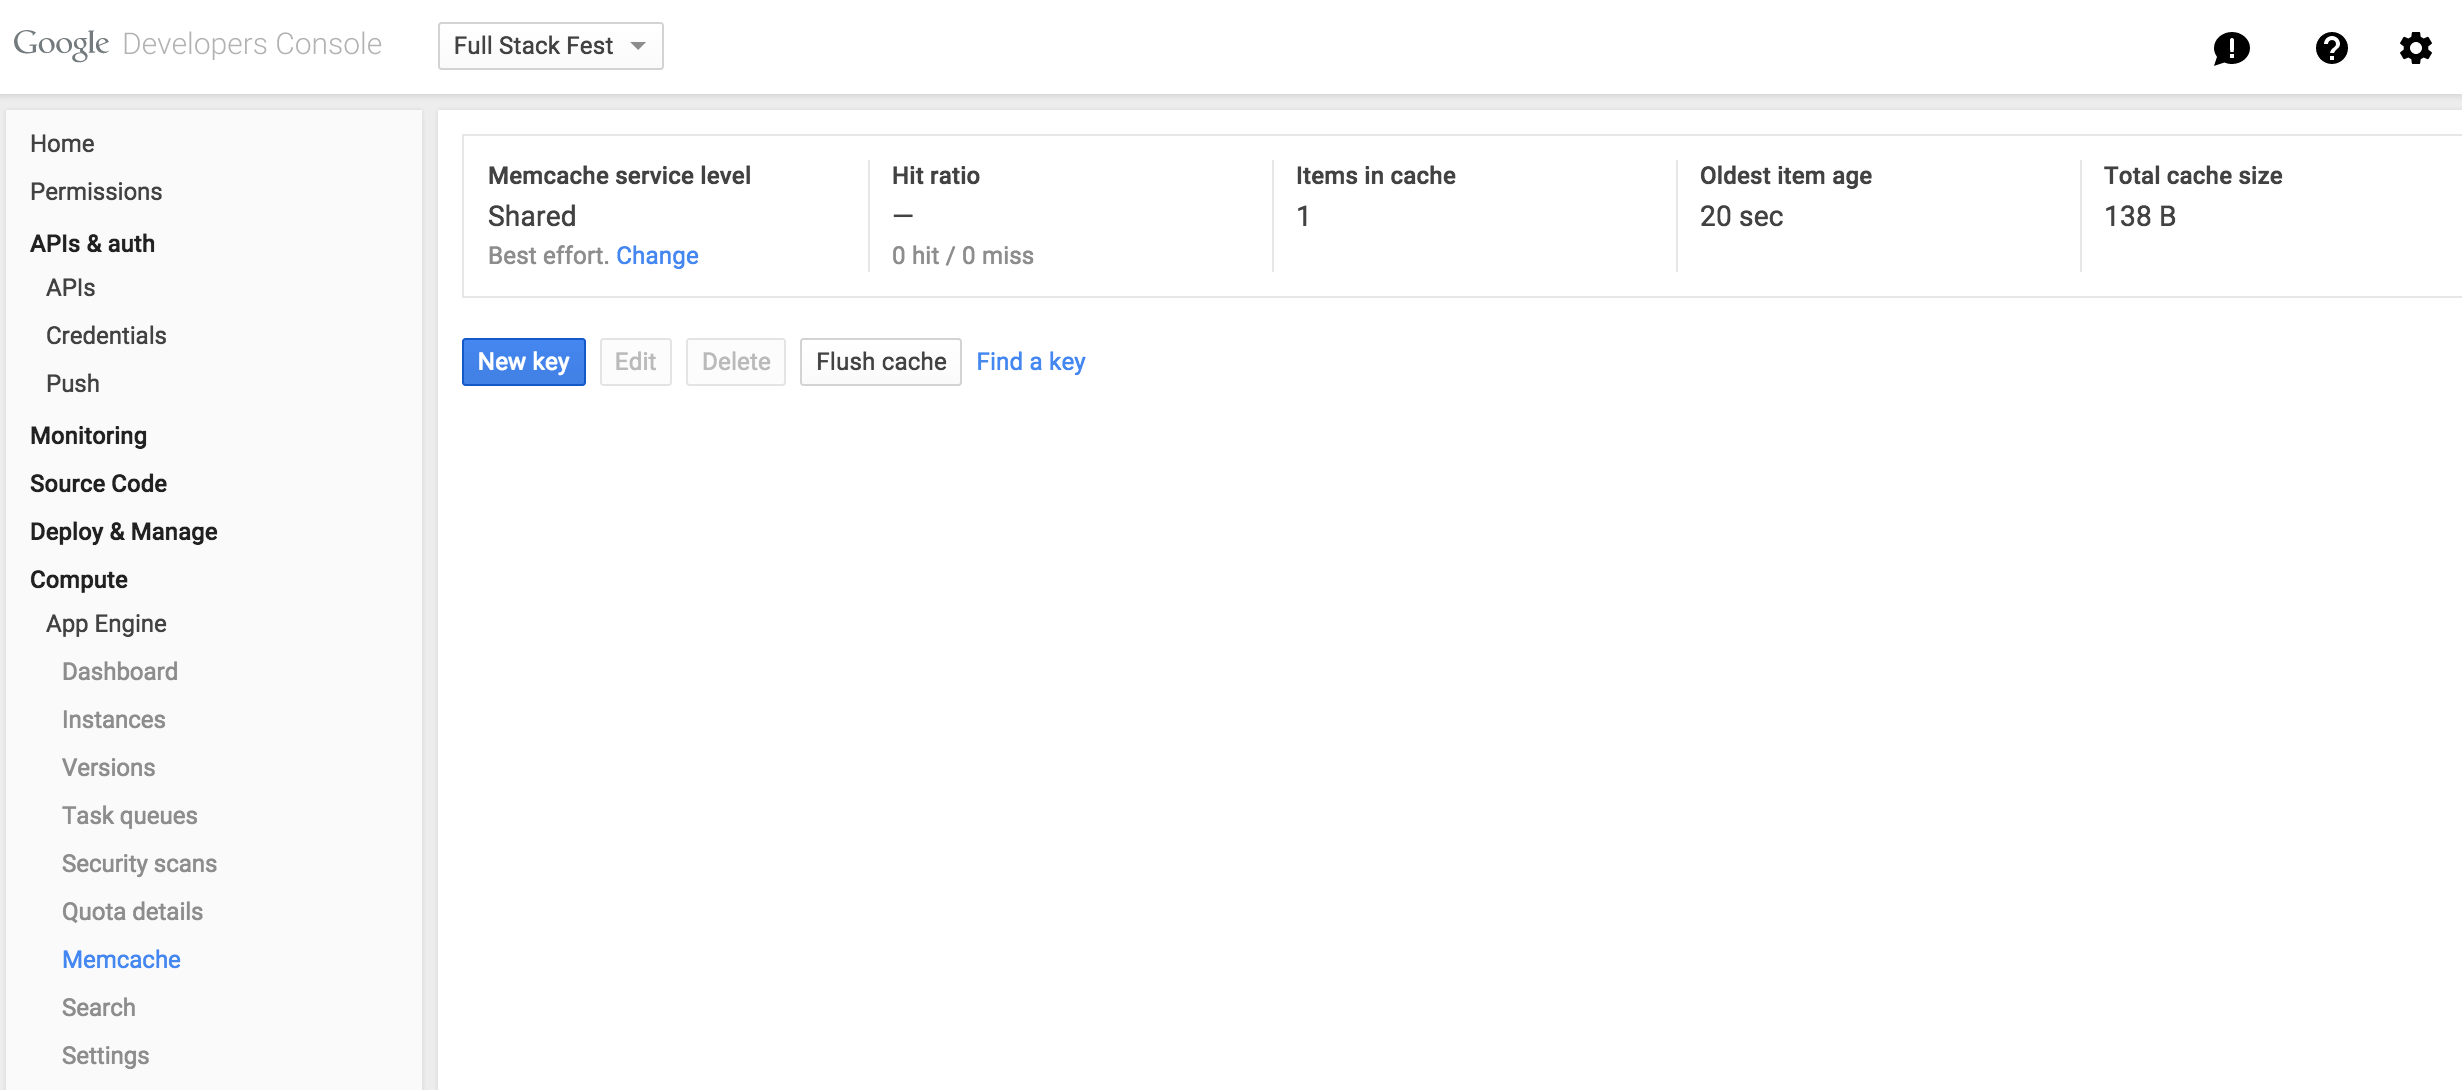 Google Developers Console
Full Stack Fest
Home
Permissions
APIs & auth
APIs
Credentials
Push
Monitoring
Source Code
Deploy & Manage
Compute
App Engine
Dashboard
Instances
Versions
Task queues
Security scans
Quota details
Memcache
Search
Settings
Memcache service level
Shared
Best effort. Change
Hit ratio
—
0 hit / 0 miss
Items in cache
1
Oldest item age
20 sec
Total cache size
138 B
New key
Edit
Delete
Flush cache
Find a key